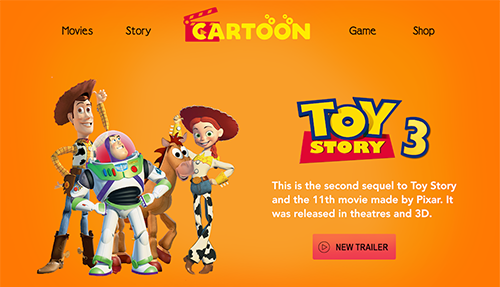 Movies
Story
CARTOON
Game
Shop
TOY
STORY 3
This is the second sequel to Toy Story
and the 11th movie made by Pixar. It
was released in theatres and 3D.
NEW TRAILER